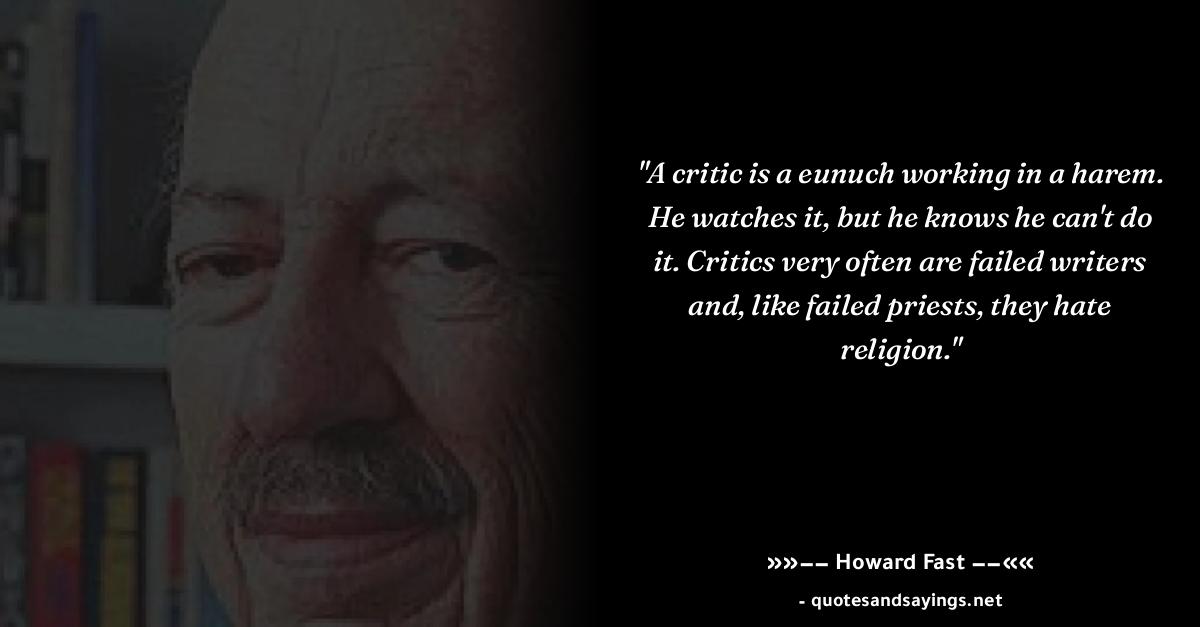 "A critic is a eunuch working in a harem.
He watches it, but he knows he can't do
it. Critics very often are failed writers
and, like failed priests, they hate
religion."
»»−− Howard Fast −−««
- quotesandsayings.net